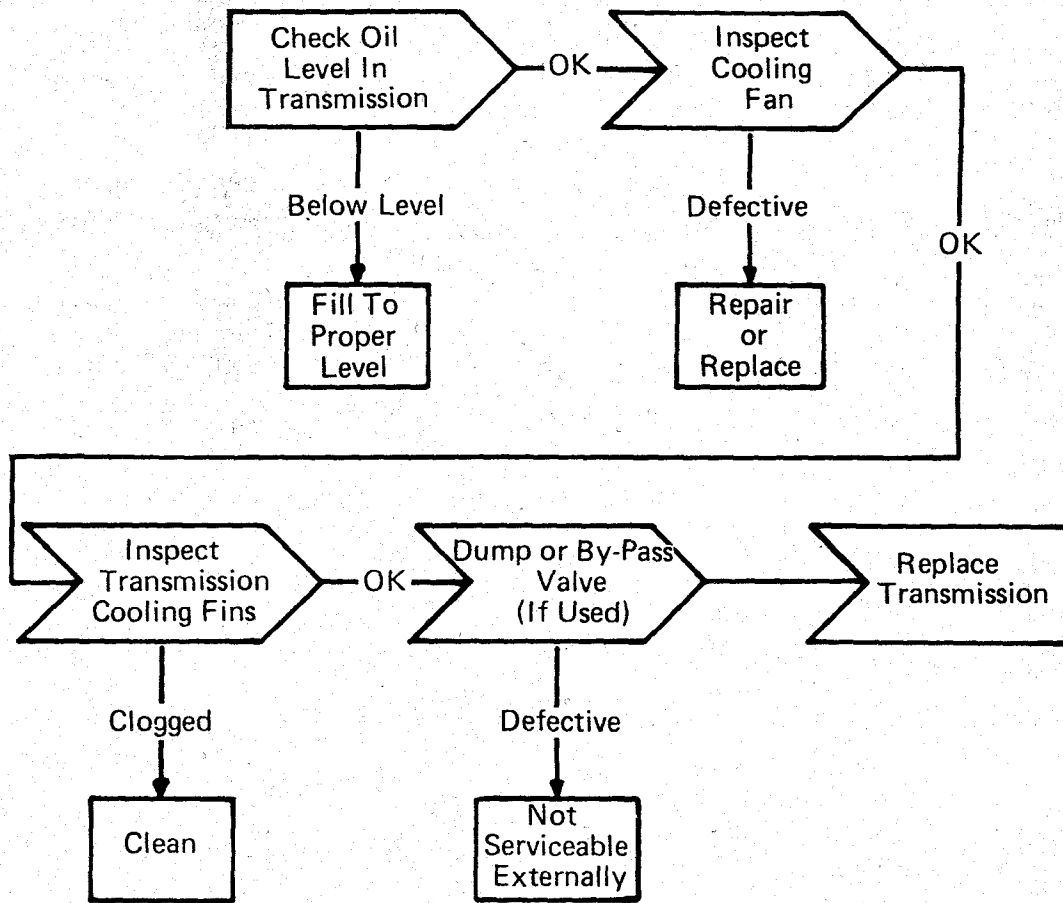 Check Oil
Level In
Transmission
OK
Inspect
Cooling
Fan
Below Level
Defective
OK
Fill To
Proper
Level
Repair
or
Replace
Inspect
Transmission
Cooling Fins
OK
Dump or By-Pass
Valve
(If Used)
Replace
Transmission
Clogged
Defective
Clean
Not
Serviceable
Externally